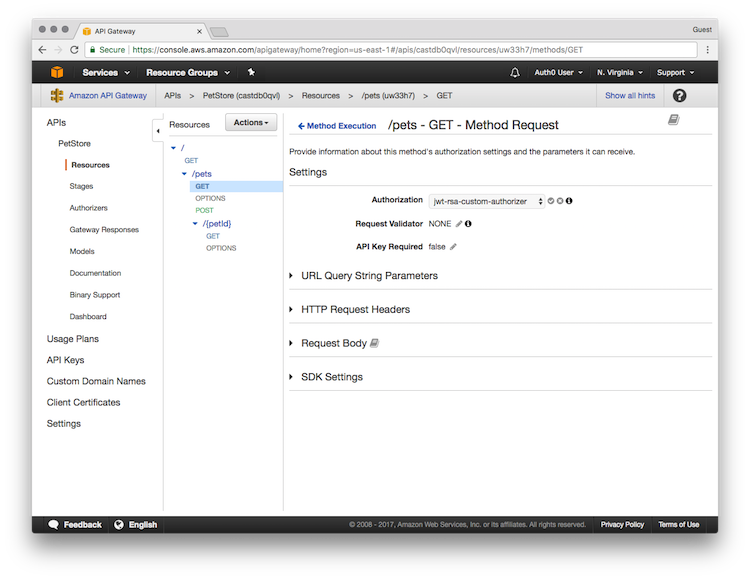 API Gateway
Guest
Secure https://console.aws.amazon.com/apigateway/home?region=us-east-1#/apis/castdb0qvl/resources/uw33h7/methods/GET
Services Resource Groups Auth0 User N. Virginia Support
Amazon API Gateway APIs > PetStore (castdb0qvl) > Resources > /pets (uw33h7) > GET Show all hints ?
APIs
PetStore
Resources
Stages
Authorizers
Gateway Responses
Models
Documentation
Binary Support
Dashboard
Usage Plans
API Keys
Custom Domain Names
Client Certificates
Settings
Resources Actions
/
GET
/pets
GET
OPTIONS
POST
/{petId}
GET
OPTIONS
Method Execution /pets - GET - Method Request
Provide information about this method's authorization settings and the parameters it can receive.
Settings
Authorization jwt-rsa-custom-authorizer
Request Validator NONE
API Key Required false
URL Query String Parameters
HTTP Request Headers
Request Body
SDK Settings
Feedback English © 2008 - 2017, Amazon Web Services, Inc. or its affiliates. All rights reserved. Privacy Policy Terms of Use